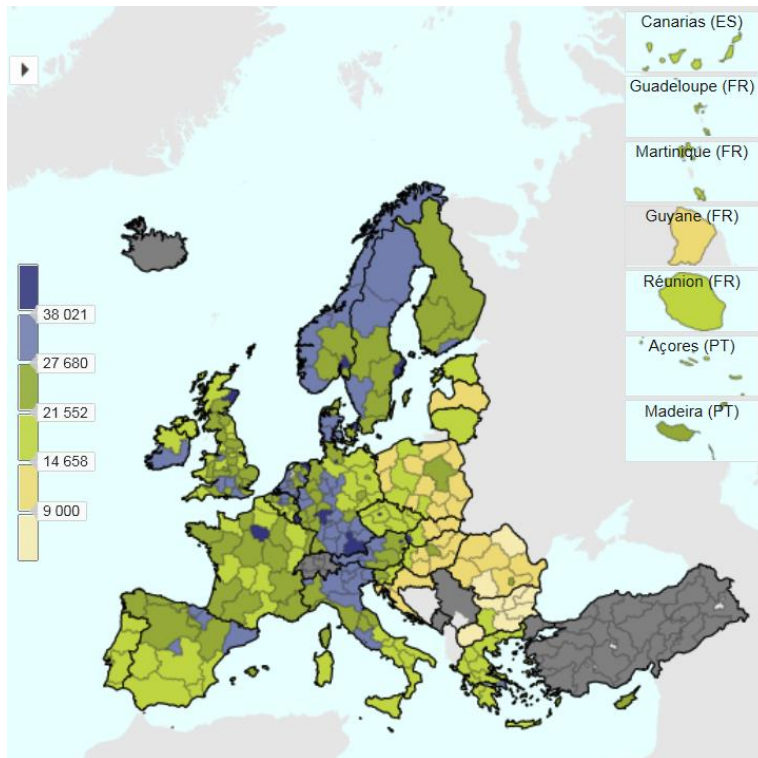 Canarias (ES)
Guadeloupe (FR)
Martinique (FR)
Guyane (FR)
Réunion (FR)
Açores (PT)
Madeira (PT)
38 021
27 680
21 552
14 658
9 000